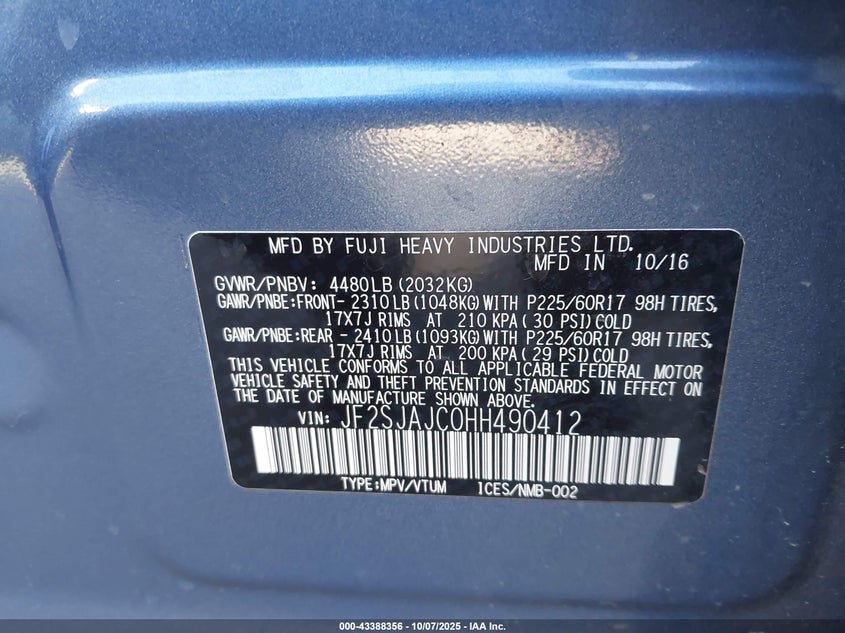 MFD BY FUJI HEAVY INDUSTRIES LTD.
MFD IN 10/16
GVWR/PNBV: 4480LB(2032KG)
GAWR/PNBE:FRONT- 2310LB(1048KG)WITH P225/60R17 98H TIRES,
17X7J RIMS AT 210 KPA( 30 PSI)COLD
GAWR/PNBE:REAR - 2410LB(1093KG)WITH P225/60R17 98H TIRES,
17X7J RIMS AT 200 KPA( 29 PSI)COLD
THIS VEHICLE CONFORMS TO ALL APPLICABLE FEDERAL MOTOR
VEHICLE SAFETY AND THEFT PREVENTION STANDARDS IN EFFECT ON
THE DATE OF MANUFACTURE SHOWN ABOVE.
VIN: JF2SJAJC0HH490412
TYPE:MPV/VTUM ICES/NMB-002
000-43388356 - 10/07/2025 - IAA Inc.